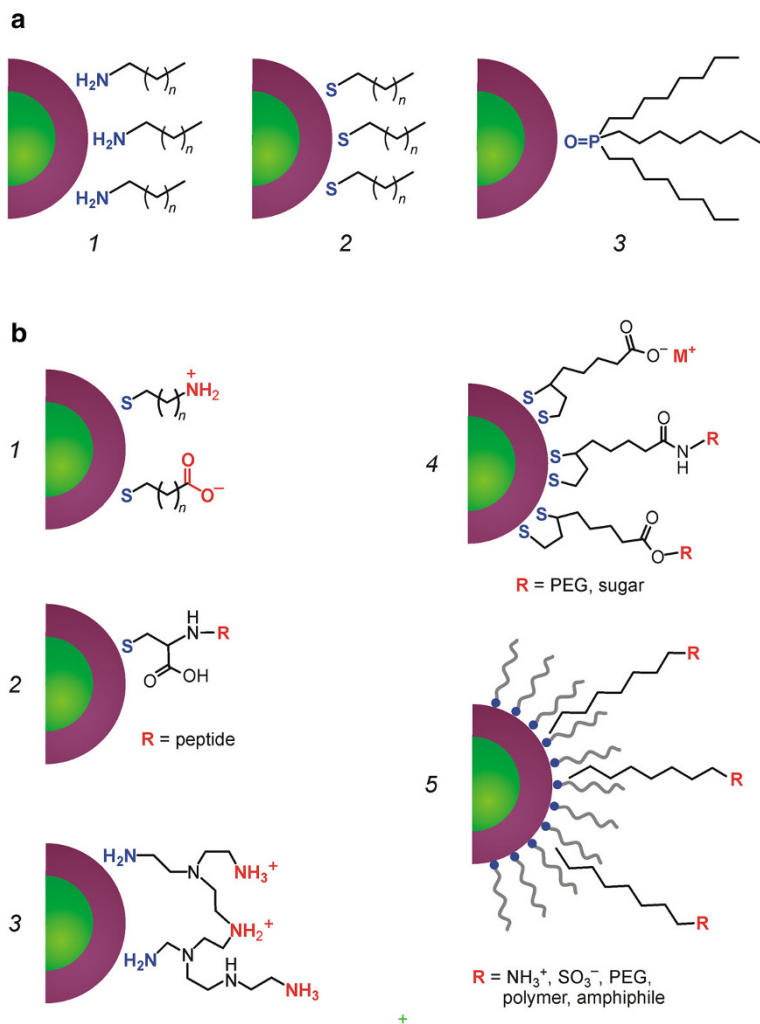 a
H₂N ( )n
H₂N ( )n
H₂N ( )n
1
S ( )n
S ( )n
S ( )n
2
O=P
3
b
1
S ( )n NH₂ +
S ( )n O O⁻
2
S H N R
O OH
R = peptide
3
H₂N N NH₃⁺
NH₂⁺
H₂N N H N NH₃
+
4
S S O O⁻ M⁺
S S O N H R
S S O O R
R = PEG, sugar
5
R
R
R
R = NH₃⁺, SO₃⁻, PEG,
polymer, amphiphile